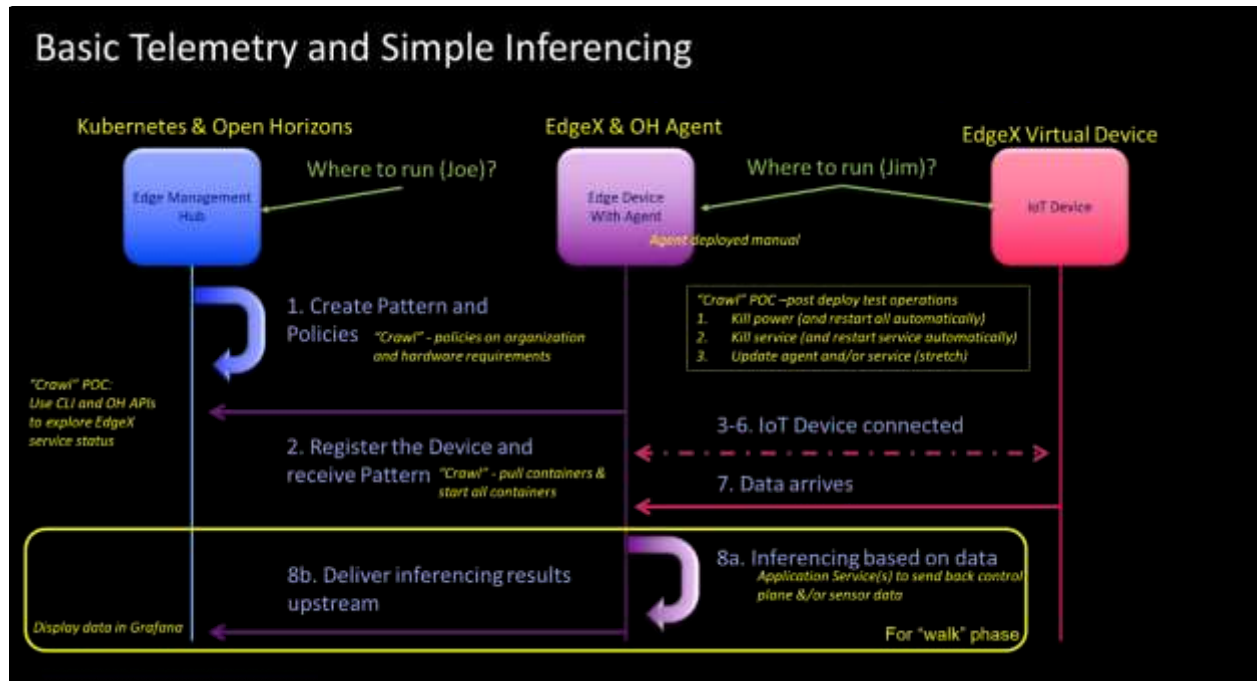 Basic Telemetry and Simple Inferencing
Kubernetes & Open Horizons
EdgeX & OH Agent
EdgeX Virtual Device
Where to run (Joe)?
Where to run (Jim)?
Edge Management
Hub
Edge Device
With Agent
IoT Device
Agent deployed manual
1. Create Pattern and
Policies
"Crawl" - policies on organization
and hardware requirements
"Crawl" POC –post deploy test operations
1. Kill power (and restart all automatically)
2. Kill service (and restart service automatically)
3. Update agent and/or service (stretch)
"Crawl" POC:
Use CLI and OH APIs
to explore EdgeX
service status
2. Register the Device and
receive Pattern
"Crawl" - pull containers &
start all containers
3-6. IoT Device connected
7. Data arrives
8b. Deliver inferencing results
upstream
8a. Inferencing based on data
Application Service(s) to send back control
plane &/or sensor data
Display data in Grafana
For "walk" phase